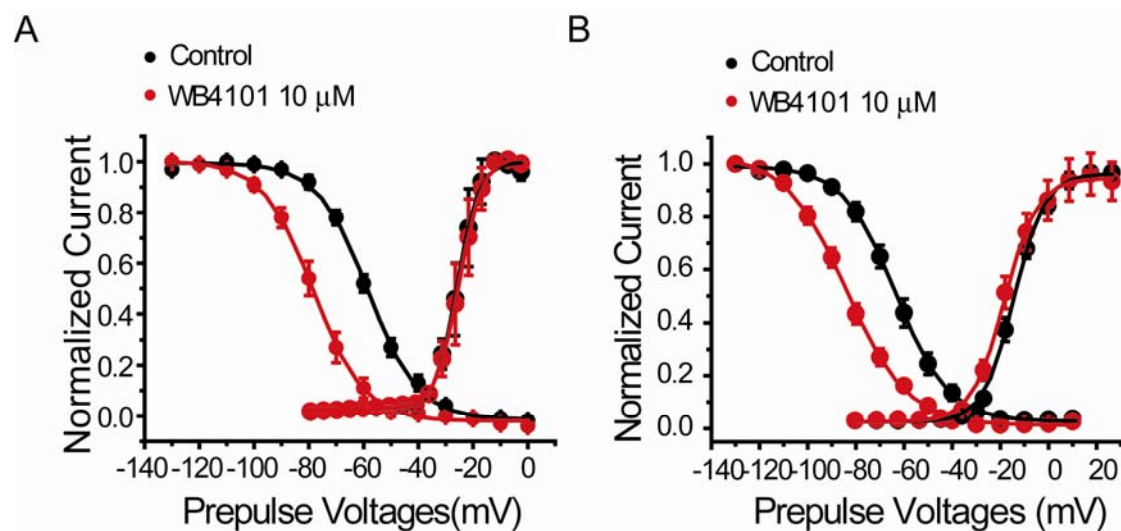 A
Control
WB4101 10 μM
Normalized Current
1.0
0.8
0.6
0.4
0.2
0.0
-140 -120 -100 -80 -60 -40 -20 0
Prepulse Voltages(mV)
B
Control
WB4101 10 μM
Normalized Current
1.0
0.8
0.6
0.4
0.2
0.0
-140 -120 -100 -80 -60 -40 -20 0 20
Prepulse Voltages (mV)